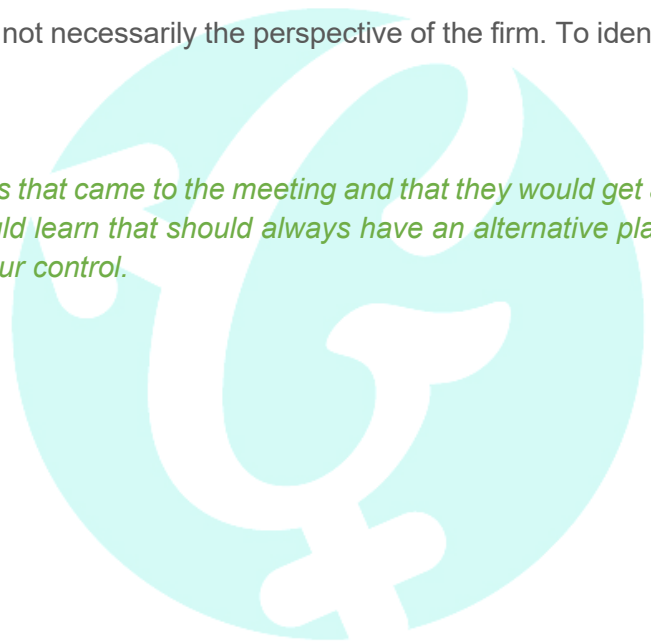 not necessarily the perspective of the firm. To iden
s that came to the meeting and that they would get
uld learn that should always have an alternative pla
ur control.